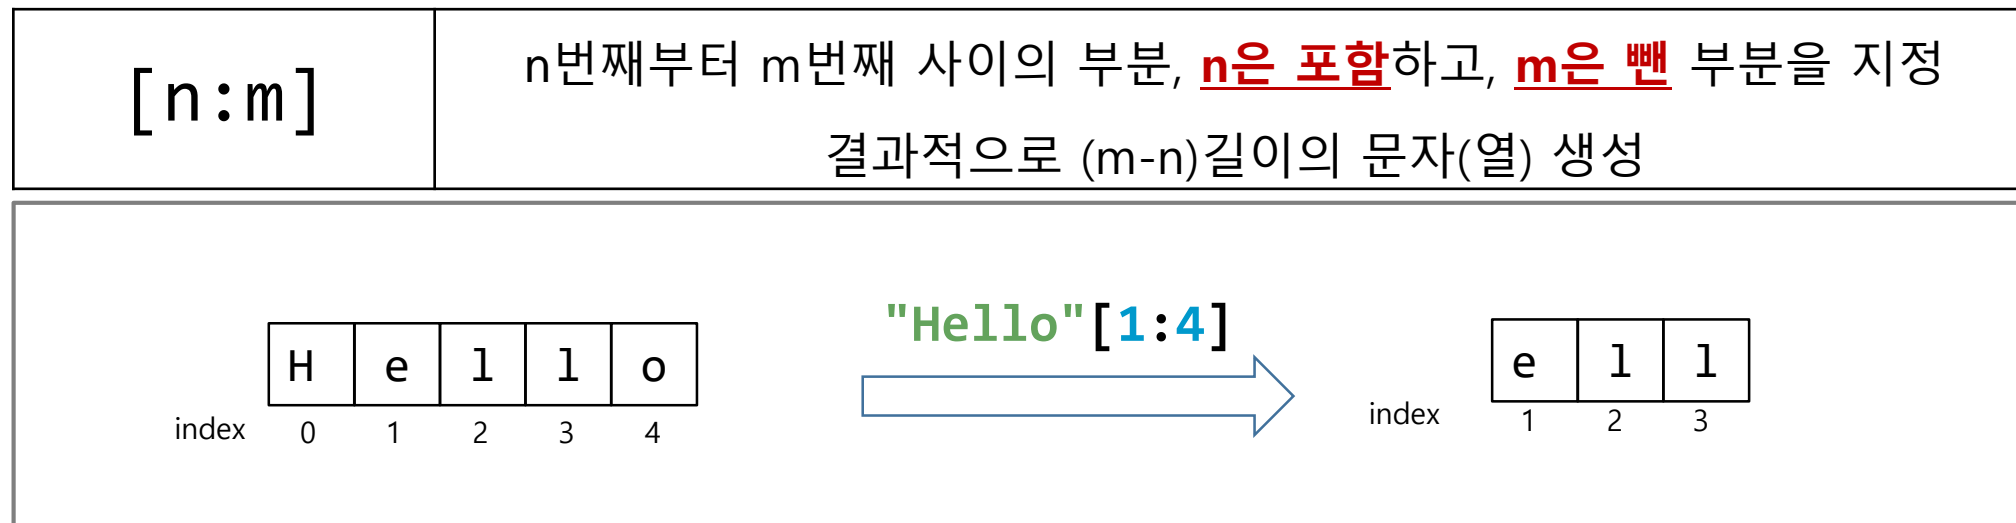 [n:m]
n번째부터 m번째 사이의 부분, n은 포함하고, m은 뺀 부분을 지정
결과적으로 (m-n)길이의 문자(열) 생성
"Hello"[1:4]
H e l l o
index 0 1 2 3 4
e l l
index 1 2 3